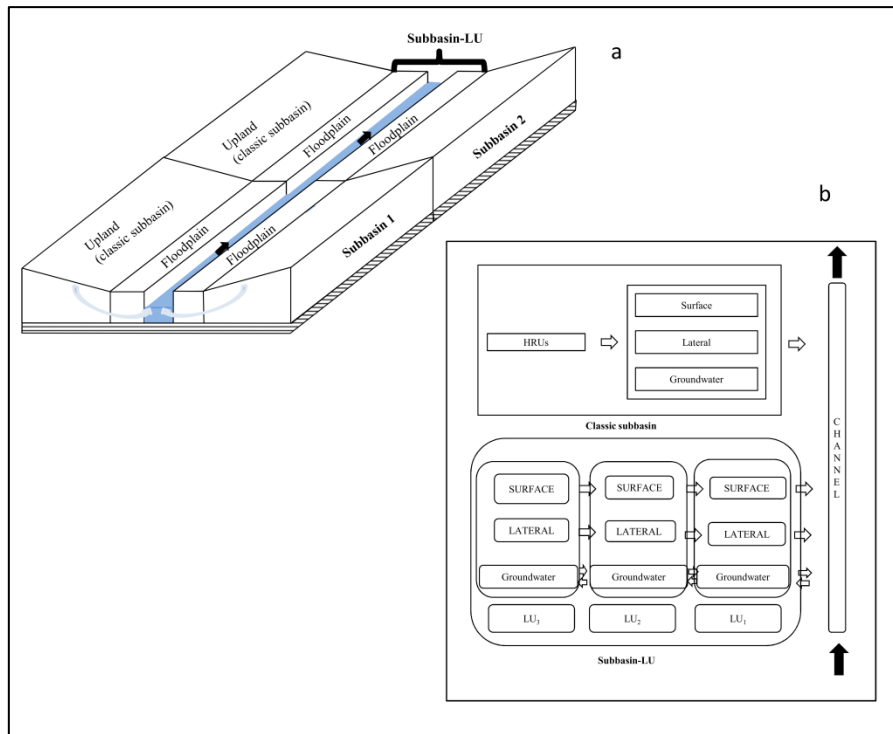 Subbasin-LU
a
Upland
(classic subbasin)
Floodplain
Floodplain
Subbasin 2
Upland
(classic subbasin)
Floodplain
Floodplain
Subbasin 1
b
HRUs
Surface
Lateral
Groundwater
Classic subbasin
CHANNEL
SURFACE
SURFACE
SURFACE
LATERAL
LATERAL
LATERAL
Groundwater
Groundwater
Groundwater
LU₃
LU₂
LU₁
Subbasin-LU